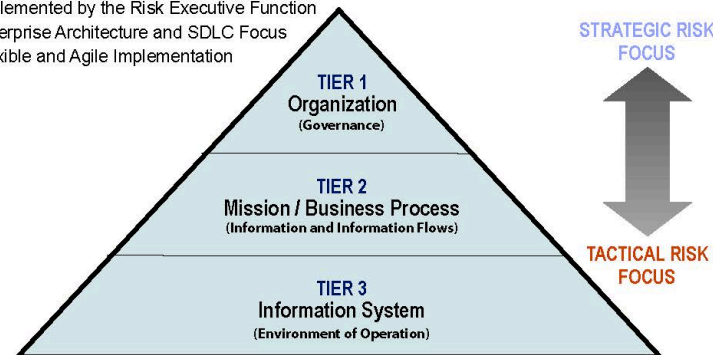 lemented by the Risk Executive Function
erprise Architecture and SDLC Focus
xible and Agile Implementation
STRATEGIC RISK
FOCUS
TIER 1
Organization
(Governance)
TIER 2
Mission / Business Process
(Information and Information Flows)
TACTICAL RISK
FOCUS
TIER 3
Information System
(Environment of Operation)